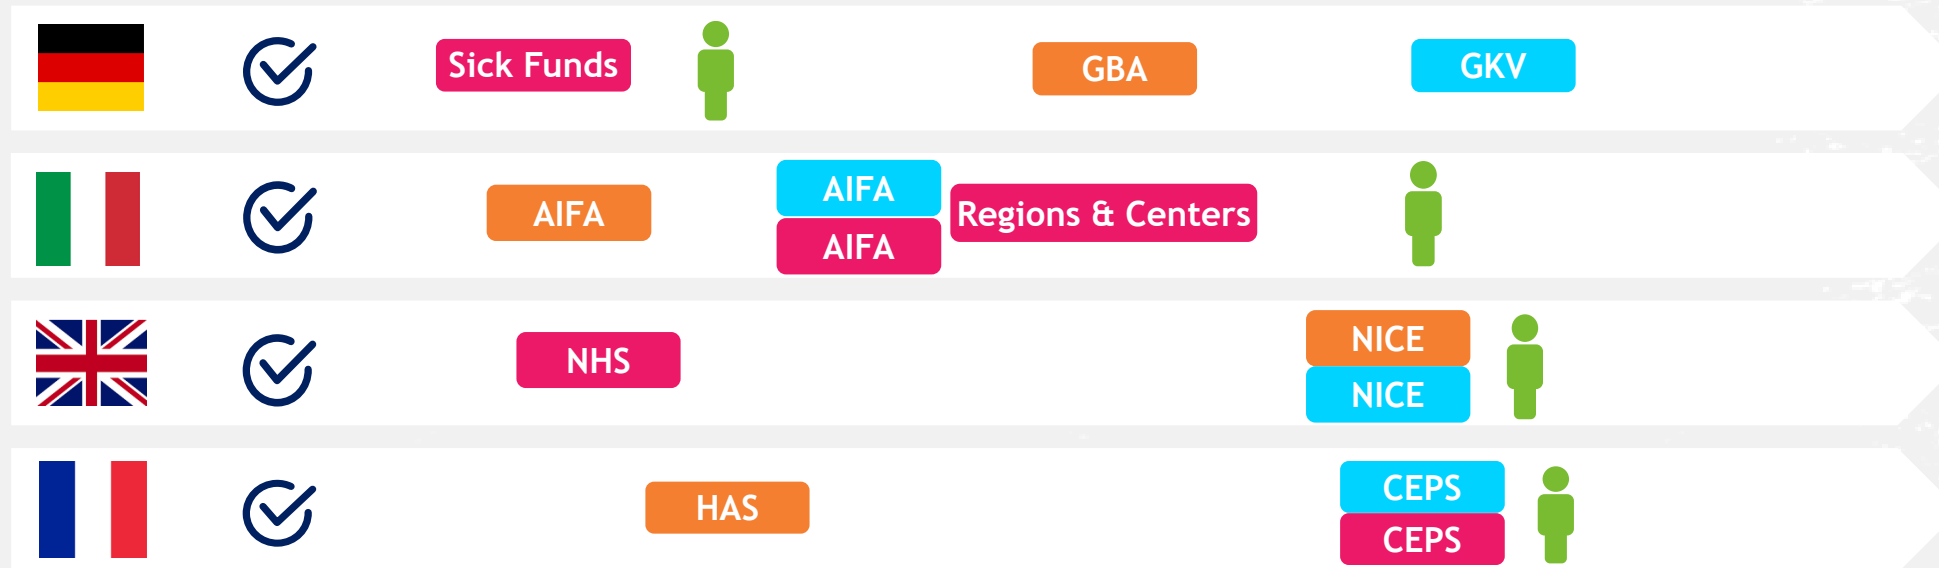 Sick Funds
GBA
GKV
AIFA
AIFA
AIFA
Regions & Centers
NHS
NICE
NICE
HAS
CEPS
CEPS